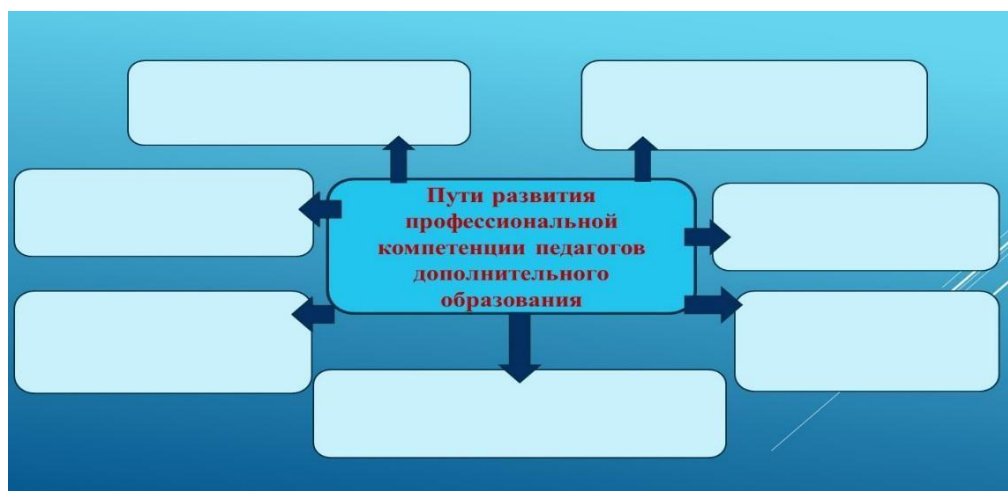 Пути развития
профессиональной
компетенции педагогов
дополнительного
образования